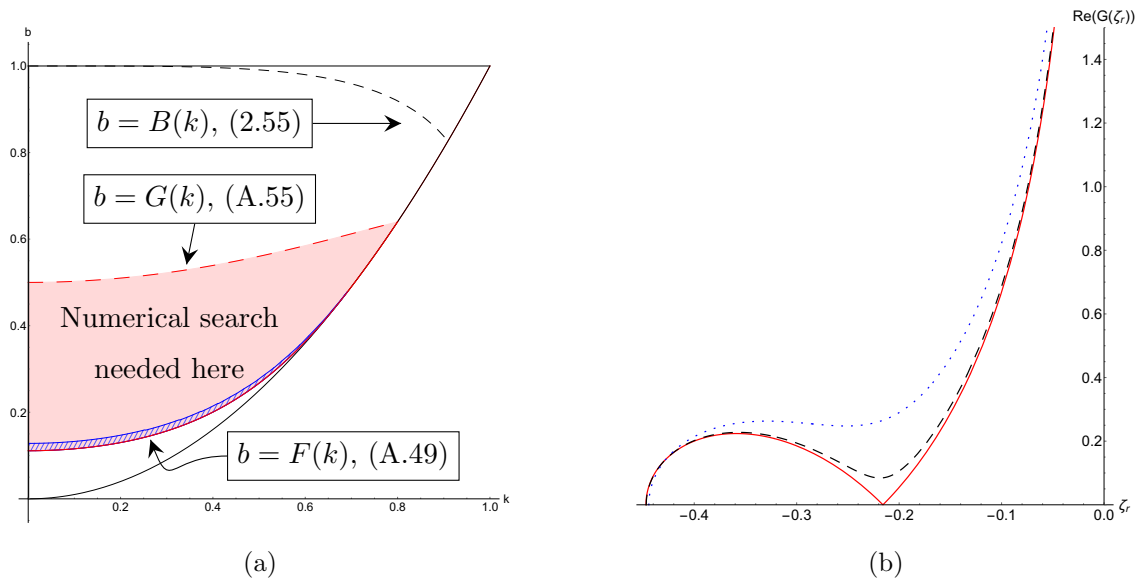 b
1.0
0.8
0.6
0.4
0.2
0.2
0.4
0.6
0.8
1.0
k
b = B(k), (2.55)
b = G(k), (A.55)
Numerical search
needed here
b = F(k), (A.49)
(a)
Re(G(ζr))
1.4
1.2
1.0
0.8
0.6
0.4
0.2
−0.4
−0.3
−0.2
−0.1
0.0
ζr
(b)